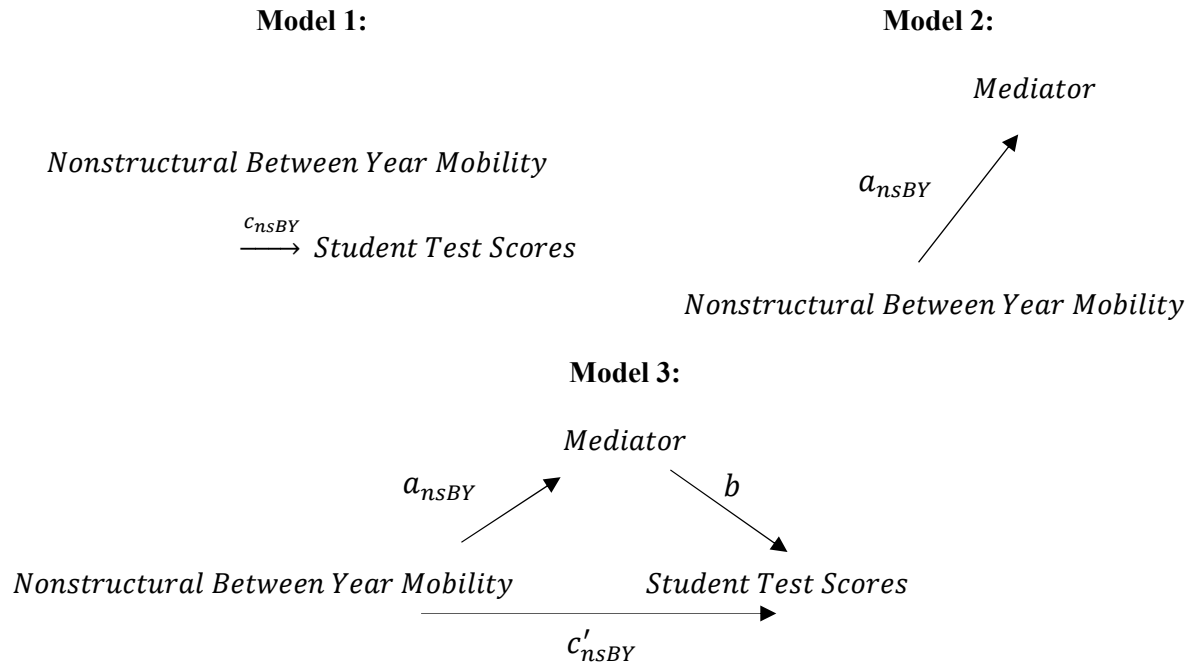 Model 1:
Nonstructural Between Year Mobility
c_nsBY
⟶ Student Test Scores
Model 2:
Mediator
a_nsBY
Nonstructural Between Year Mobility
Model 3:
Mediator
a_nsBY
b
Nonstructural Between Year Mobility Student Test Scores
c'_nsBY